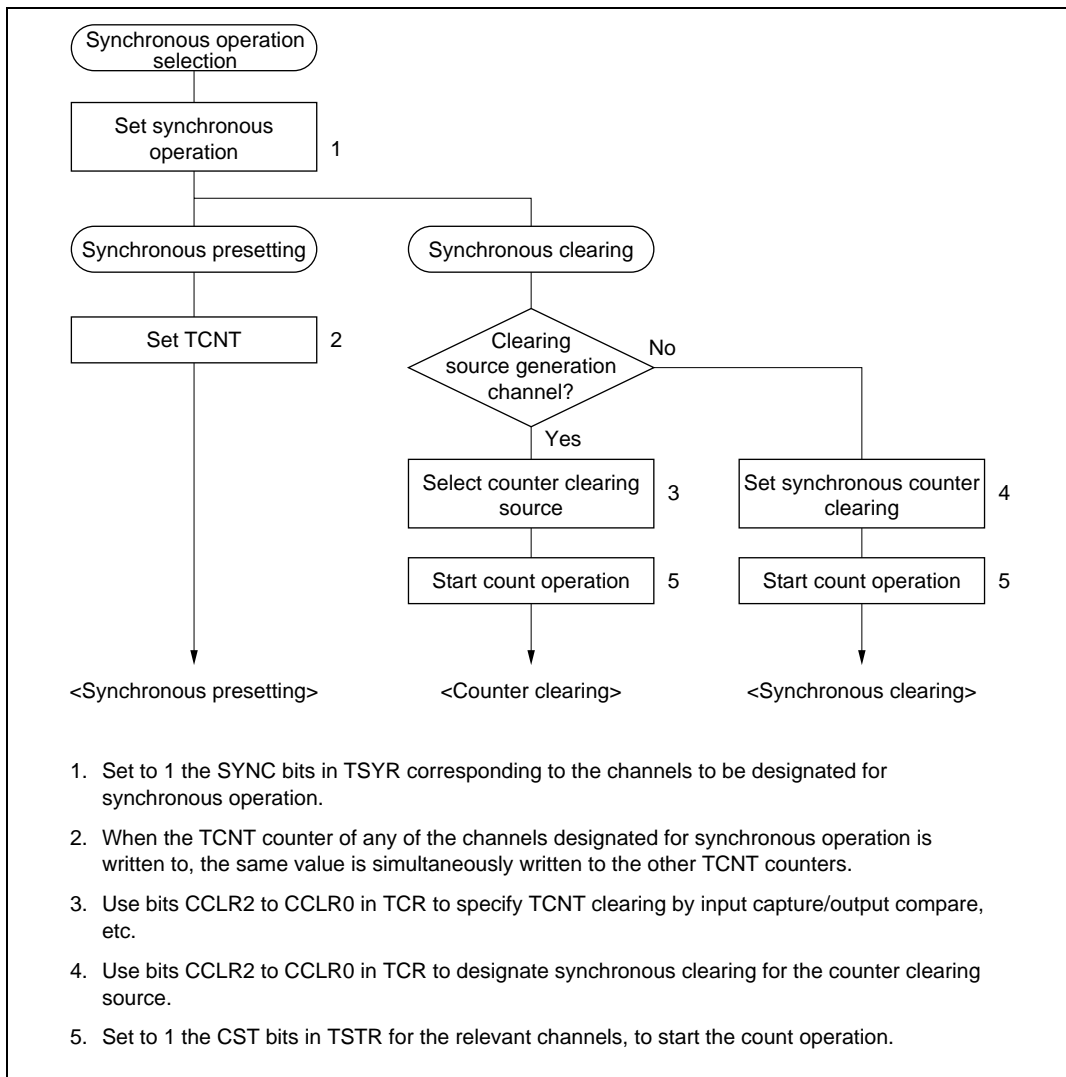 Synchronous operation
selection
Set synchronous
operation
1
Synchronous presetting
Synchronous clearing
Set TCNT
2
Clearing
source generation
channel?
No
Yes
Select counter clearing
source
3
Set synchronous counter
clearing
4
Start count operation
5
Start count operation
5
<Synchronous presetting>
<Counter clearing>
<Synchronous clearing>
1. Set to 1 the SYNC bits in TSYR corresponding to the channels to be designated for
synchronous operation.
2. When the TCNT counter of any of the channels designated for synchronous operation is
written to, the same value is simultaneously written to the other TCNT counters.
3. Use bits CCLR2 to CCLR0 in TCR to specify TCNT clearing by input capture/output compare,
etc.
4. Use bits CCLR2 to CCLR0 in TCR to designate synchronous clearing for the counter clearing
source.
5. Set to 1 the CST bits in TSTR for the relevant channels, to start the count operation.